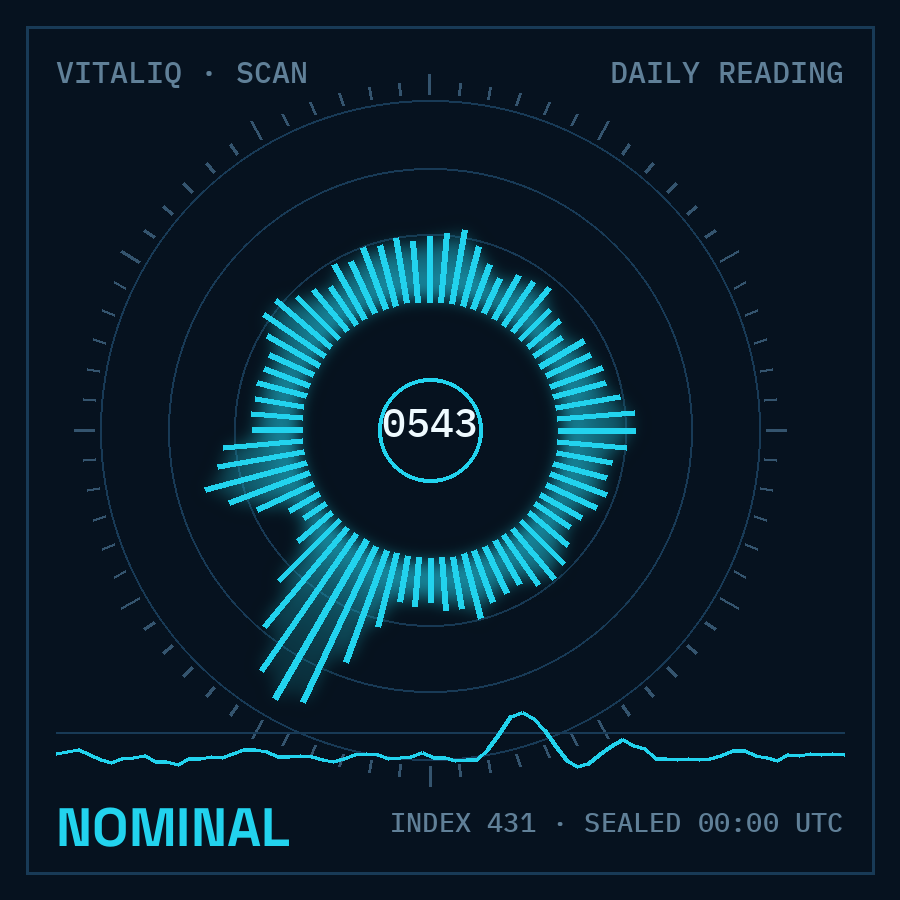 VITALIQ · SCAN
DAILY READING
0543
NOMINAL
INDEX 431 · SEALED 00:00 UTC